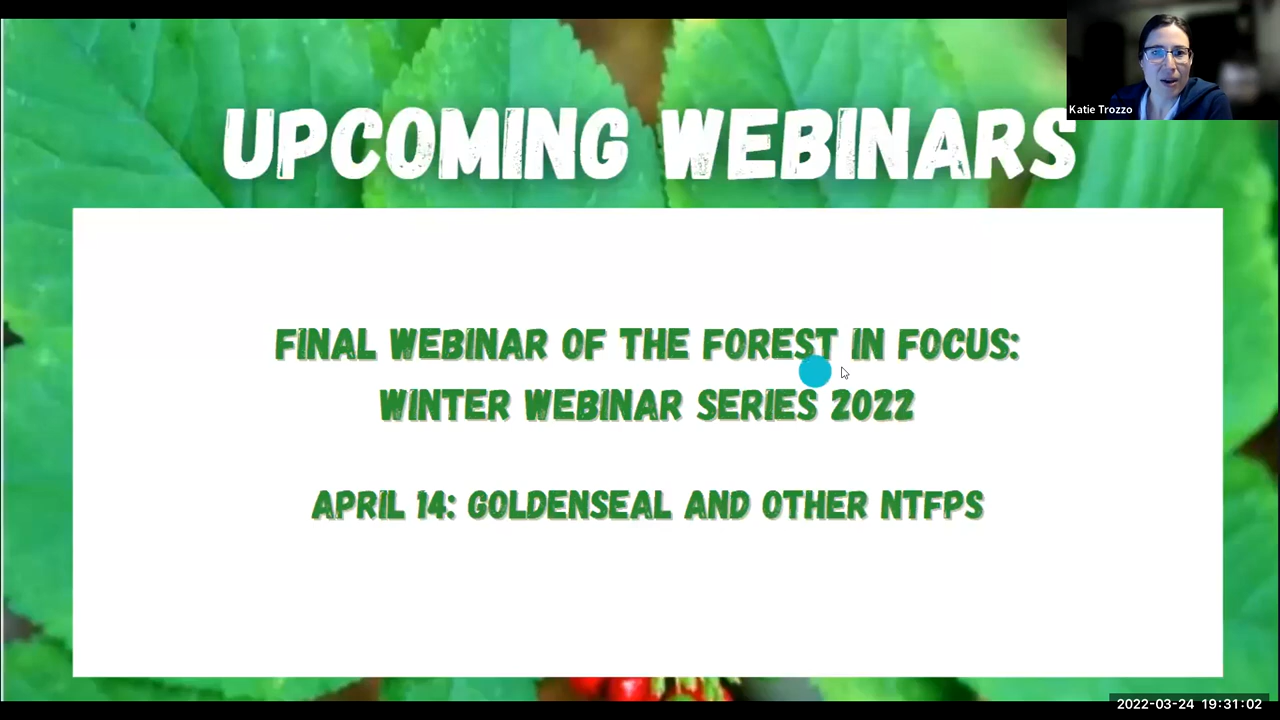 Katie Trozzo
UPCOMING WEBINARS
FINAL WEBINAR OF THE FOREST IN FOCUS:
WINTER WEBINAR SERIES 2022
APRIL 14: GOLDENSEAL AND OTHER NTFPS
2022-03-24 19:31:02